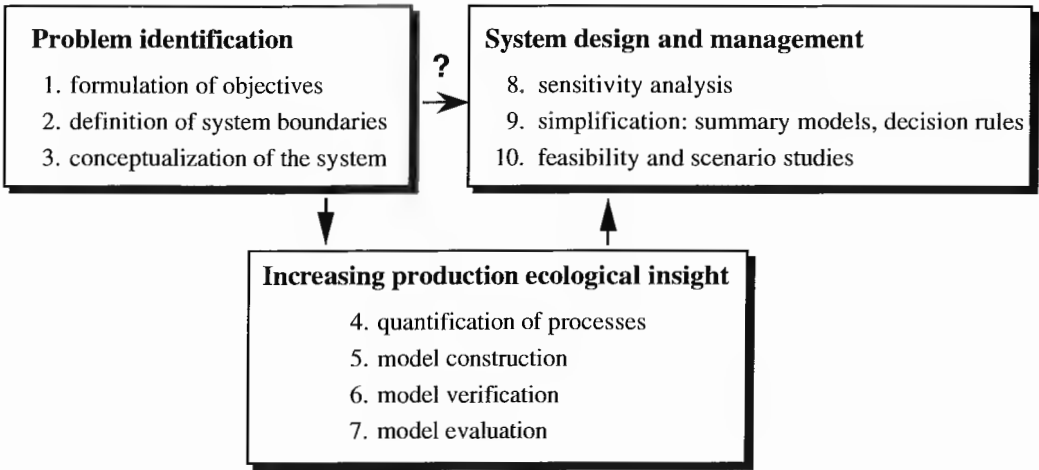 Problem identification
1. formulation of objectives
2. definition of system boundaries
3. conceptualization of the system
?
System design and management
8. sensitivity analysis
9. simplification: summary models, decision rules
10. feasibility and scenario studies
Increasing production ecological insight
4. quantification of processes
5. model construction
6. model verification
7. model evaluation